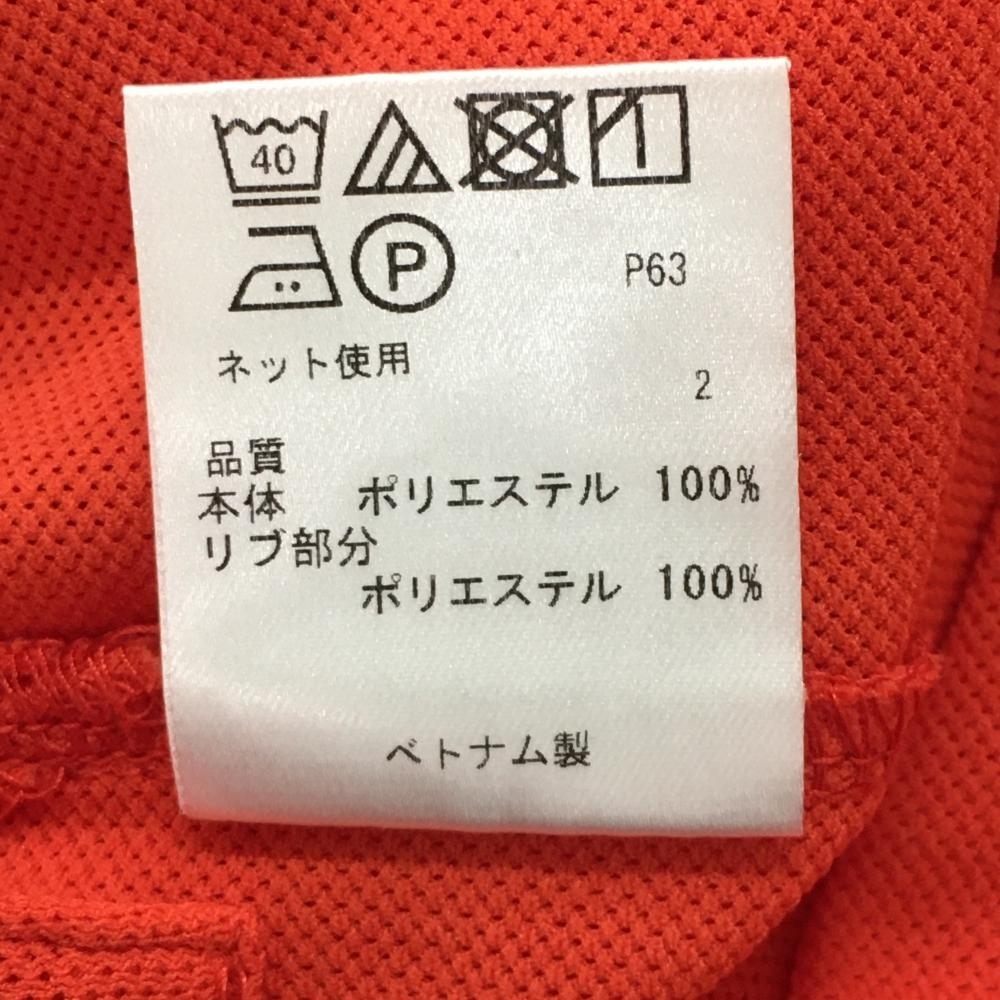 40
P P63
ネット使用
2
品質
本体 ポリエステル 100%
リブ部分
ポリエステル 100%
ベトナム製